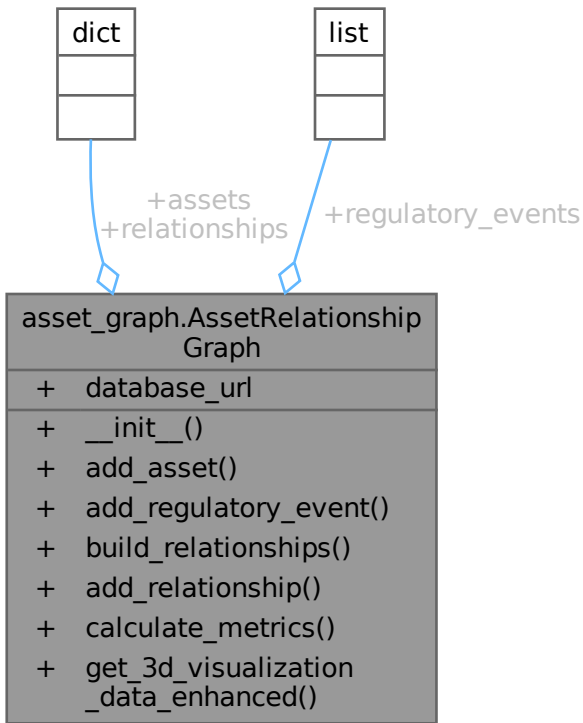 dict
list
+assets
+relationships
+regulatory_events
asset_graph.AssetRelationship
Graph
+ database_url
+ __init__()
+ add_asset()
+ add_regulatory_event()
+ build_relationships()
+ add_relationship()
+ calculate_metrics()
+ get_3d_visualization
_data_enhanced()